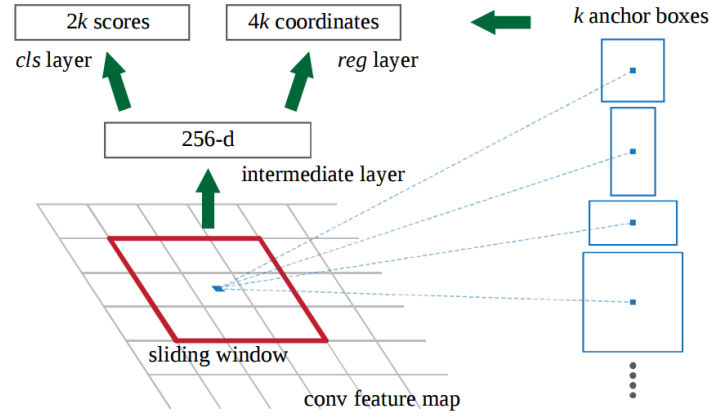 2k scores
4k coordinates
k anchor boxes
cls layer
reg layer
256-d
intermediate layer
sliding window
conv feature map